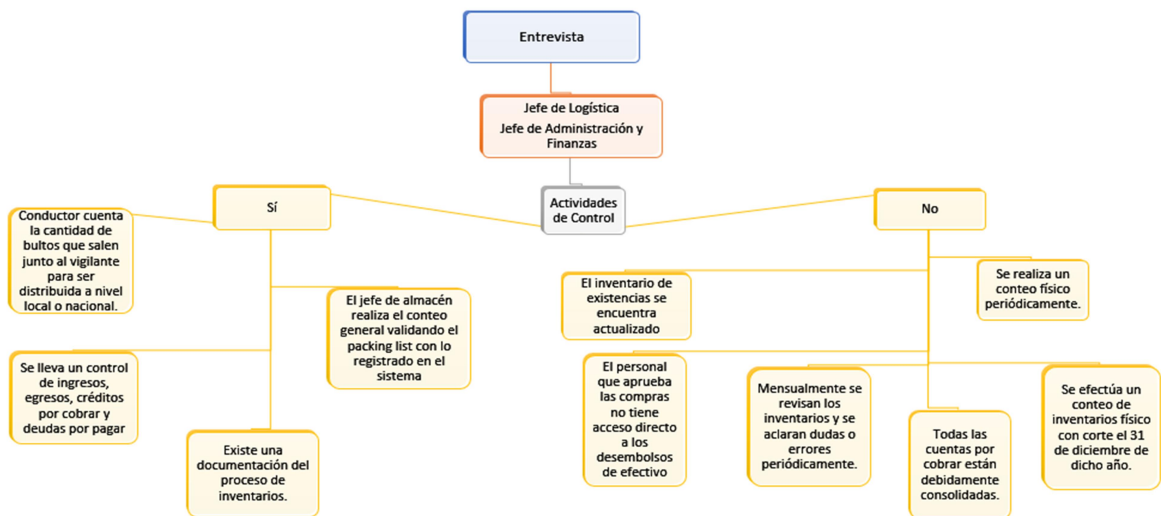 Entrevista
Jefe de Logística
Jefe de Administración y
Finanzas
Actividades
de Control
Sí
No
Conductor cuenta
la cantidad de
bultos que salen
junto al vigilante
para ser
distribuida a nivel
local o nacional.
El jefe de almacén
realiza el conteo
general validando el
packing list con lo
registrado en el
sistema
Se lleva un control
de ingresos,
egresos, créditos
por cobrar y
deudas por pagar
Existe una
documentación del
proceso de
inventarios.
El inventario de
existencias se
encuentra
actualizado
Se realiza un
conteo físico
periódicamente.
El personal
que aprueba
las compras
no tiene
acceso directo
a los
desembolsos
de efectivo
Mensualmente se
revisan los
inventarios y se
aclaran dudas o
errores
periódicamente.
Todas las
cuentas por
cobrar están
debidamente
consolidadas.
Se efectúa un
conteo de
inventarios físico
con corte el 31
de diciembre de
dicho año.